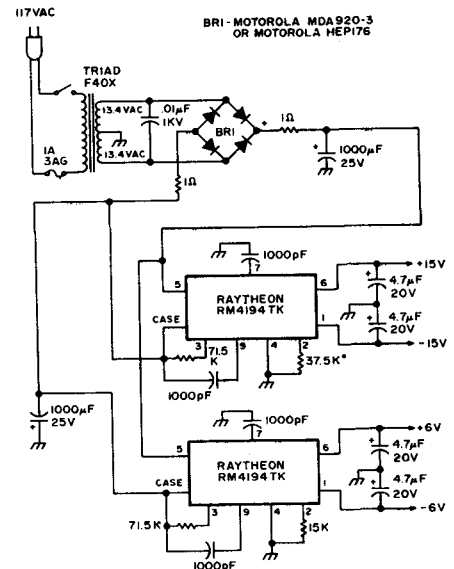 117VAC
BR1-MOTOROLA MDA920-3
OR MOTOROLA HEP176
TRIAD
F40X
13.4VAC
.01µF
1KV
BR1
+
1Ω
13.4VAC
1A
3AG
+
1000µF
25V
1Ω
1000pF
7
5
6
+15V
RAYTHEON
RM4194TK
+
4.7µF
20V
CASE
1
+
4.7µF
20V
-15V
3
9
4
2
71.5
K
37.5K*
1000pF
1000µF
25V
+
1000pF
7
5
6
+6V
RAYTHEON
RM4194TK
+
4.7µF
20V
CASE
1
+
4.7µF
20V
-6V
3
9
4
2
71.5K
15K
1000pF